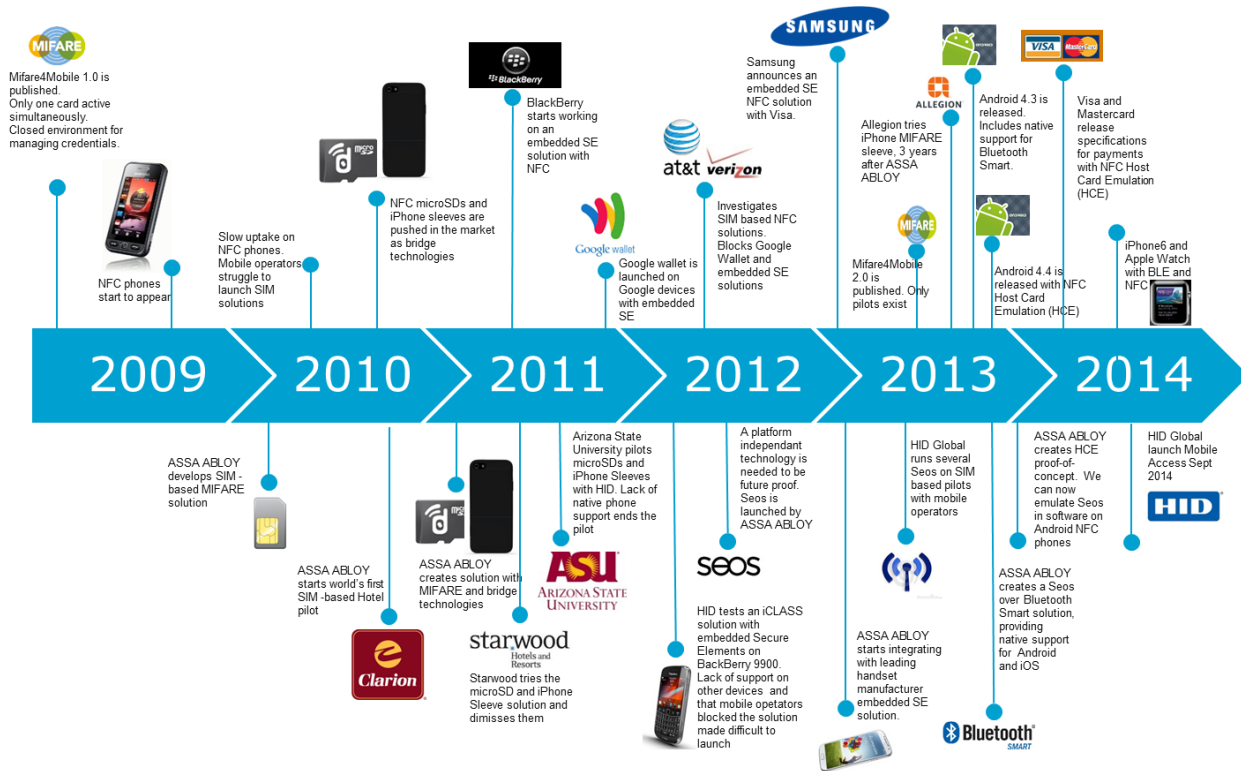 MIFARE
Mifare4Mobile 1.0 is
published.
Only one card active
simultaneously.
Closed environment for
managing credentials.
NFC phones
start to appear
Slow uptake on
NFC phones.
Mobile operators
struggle to
launch SIM
solutions
micro
NFC microSDs and
iPhone sleeves are
pushed in the market
as bridge
technologies
BlackBerry
BlackBerry
starts working
on an
embedded SE
solution with
NFC
Google wallet
Google wallet is
launched on
Google devices
with embedded
SE
at&t verizon
Investigates
SIM based NFC
solutions.
Blocks Google
Wallet and
embedded SE
solutions
SAMSUNG
Samsung
announces an
embedded SE
NFC solution
with Visa.
ALLEGION
Allegion tries
iPhone MIFARE
sleeve, 3 years
after ASSA
ABLOY
MIFARE
Mifare4Mobile
2.0 is
published. Only
pilots exist
Android 4.3 is
released.
Includes native
support for
Bluetooth
Smart.
Android 4.4 is
released with NFC
Host Card
Emulation (HCE)
VISA MasterCard
Visa and
Mastercard
release
specifications
for payments
with NFC Host
Card Emulation
(HCE)
iPhone6 and
Apple Watch
with BLE and
NFC
2009 2010 2011 2012 2013 2014
ASSA ABLOY
develops SIM -
based MIFARE
solution
ASSA ABLOY
starts world's first
SIM -based Hotel
pilot
Clarion
ASSA ABLOY
creates solution with
MIFARE and bridge
technologies
starwood
Hotels and
Resorts
Starwood tries the
microSD and iPhone
Sleeve solution and
dimisses them
Arizona State
University pilots
microSDs and
iPhone Sleeves
with HID. Lack of
native phone
support ends the
pilot
ASU
ARIZONA STATE
UNIVERSITY
HID tests an iCLASS
solution with
embedded Secure
Elements on
BackBerry 9900.
Lack of support on
other devices and
that mobile opetators
blocked the solution
made difficult to
launch
A platform
independant
technology is
needed to be
future proof.
Seos is
launched by
ASSA ABLOY
seos
ASSA ABLOY
starts integrating
with leading
handset
manufacturer
embedded SE
solution.
HID Global
runs several
Seos on SIM
based pilots
with mobile
operators
ASSA ABLOY
creates a Seos
over Bluetooth
Smart solution,
providing
native support
for Android
and iOS
Bluetooth
SMART
ASSA ABLOY
creates HCE
proof-of-
concept. We
can now
emulate Seos
in software on
Android NFC
phones
HID Global
launch Mobile
Access Sept
2014
HID